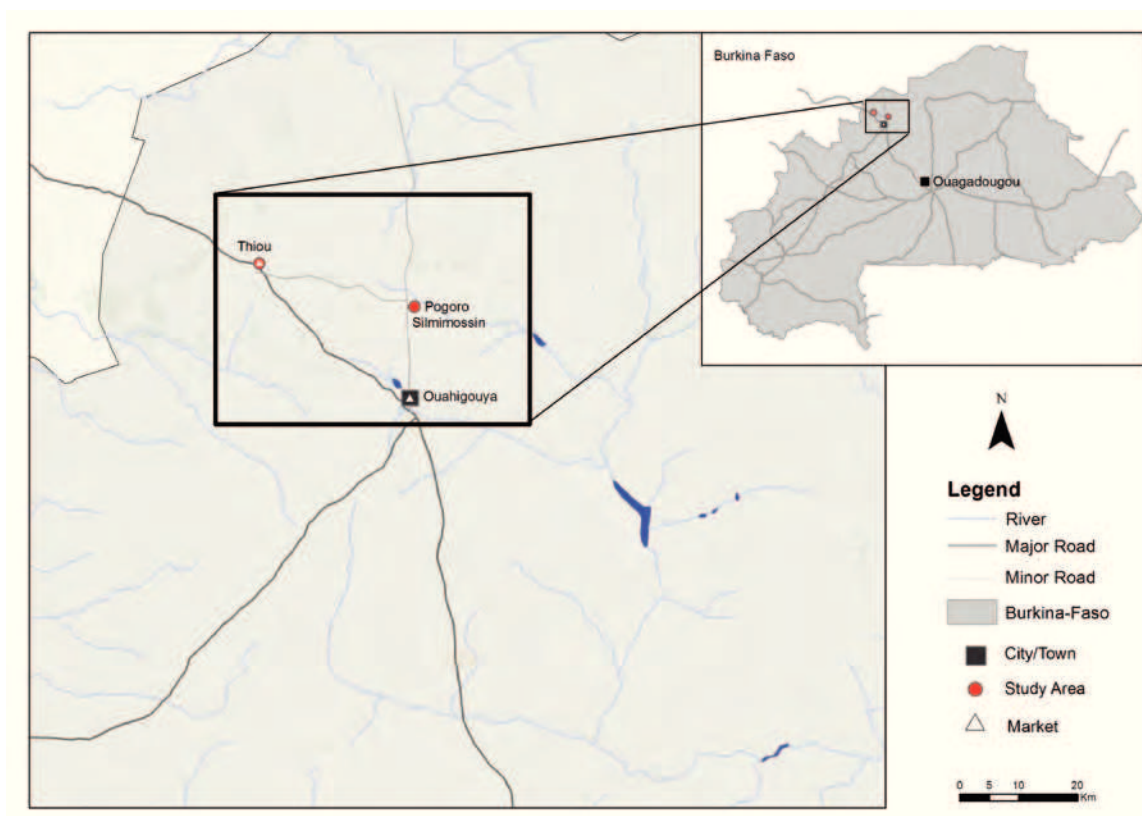 Burkina Faso
Ouagadougou
Thiou
Pogoro
Silmimossin
Ouahigouya
N
Legend
River
Major Road
Minor Road
Burkina-Faso
City/Town
Study Area
Market
0 5 10 20
Km